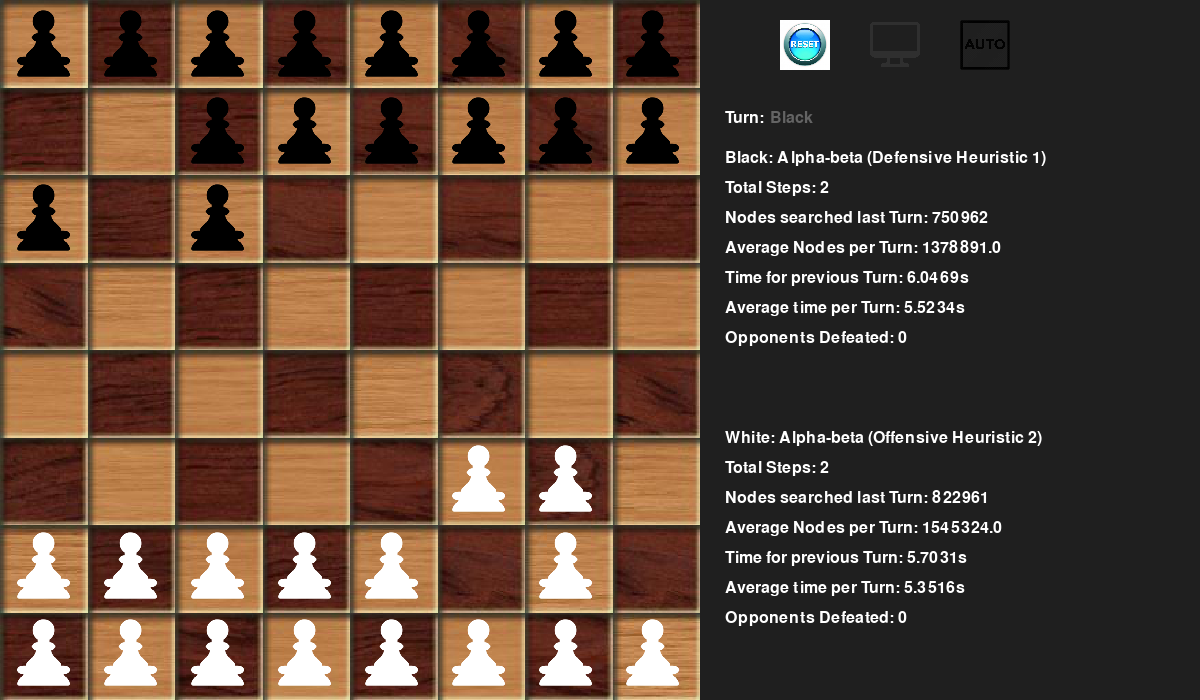 RESET
AUTO
Turn: Black
Black: Alpha-beta (Defensive Heuristic 1)
Total Steps: 2
Nodes searched last Turn: 750962
Average Nodes per Turn: 1378891.0
Time for previous Turn: 6.0469s
Average time per Turn: 5.5234s
Opponents Defeated: 0
White: Alpha-beta (Offensive Heuristic 2)
Total Steps: 2
Nodes searched last Turn: 822961
Average Nodes per Turn: 1545324.0
Time for previous Turn: 5.7031s
Average time per Turn: 5.3516s
Opponents Defeated: 0